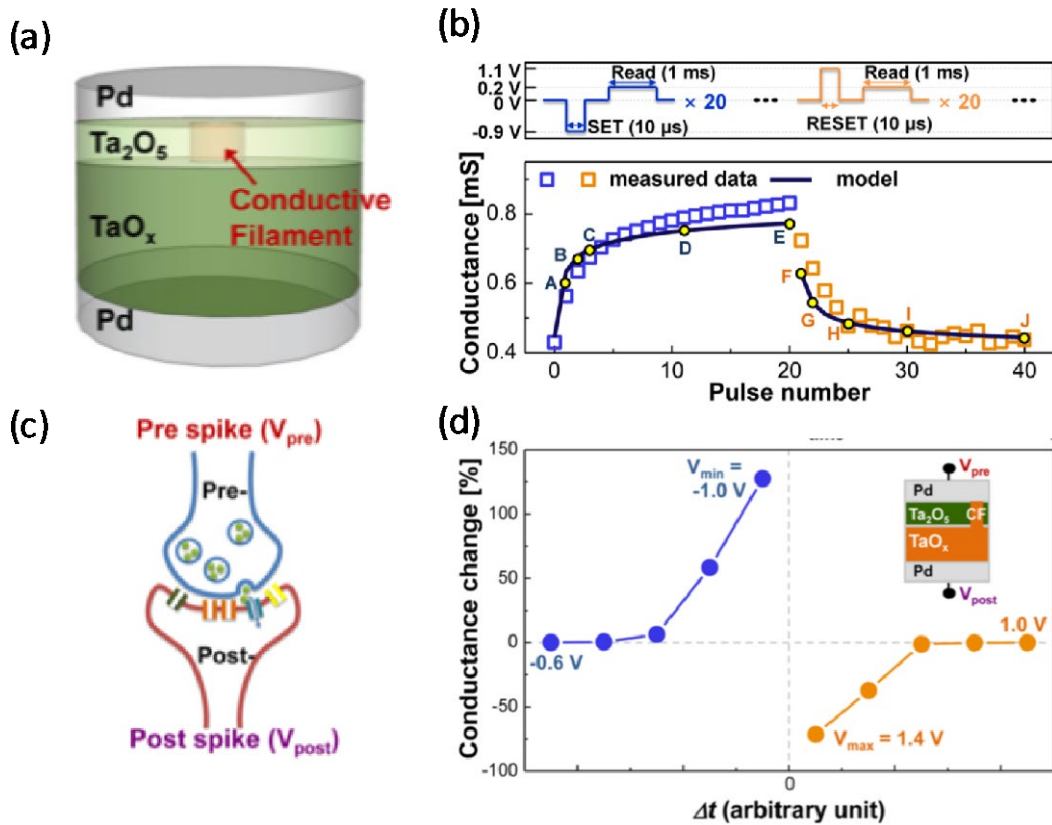 (a)
Pd
Ta2O5
Conductive
Filament
TaOx
Pd
(b)
1.1 V
0.2 V
0 V
-0.9 V
Read (1 ms)
× 20
SET (10 µs)
Read (1 ms)
× 20
RESET (10 µs)
Conductance [mS]
0.8
0.6
0.4
measured data
model
A
B
C
D
E
F
G
H
I
J
0
10
20
30
40
Pulse number
(c)
Pre spike (Vpre)
Pre-
Post-
Post spike (Vpost)
(d)
Conductance change [%]
150
100
50
0
-50
-100
Vmin =
-1.0 V
-0.6 V
Vmax = 1.4 V
1.0 V
Vpre
Pd
Ta2O5
CF
TaOx
Pd
Vpost
0
Δt (arbitrary unit)